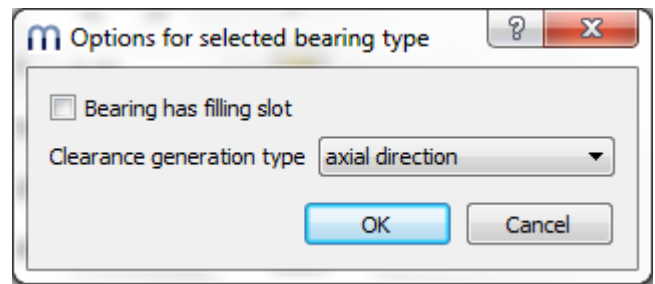 Options for selected bearing type
Bearing has filling slot
Clearance generation type axial direction
OK Cancel